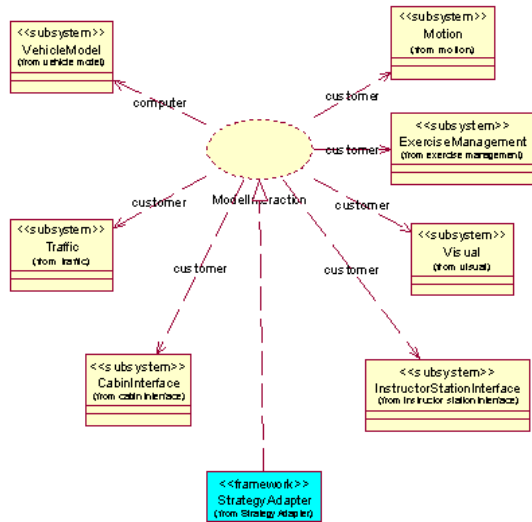 <<subsystem>>
VehicleModel
(from vehicle model)
<<subsystem>>
Motion
(from motion)
computer
customer
<<subsystem>>
ExerciseManagement
(from exercise management)
customer
customer
ModelInteraction
customer
<<subsystem>>
Traffic
(from traffic)
<<subsystem>>
Visual
(from visual)
customer
customer
<<subsystem>>
CabinInterface
(from cabin interface)
<<subsystem>>
InstructorStationInterface
(from instructor station interface)
<<framework>>
StrategyAdapter
(from Strategy Adapter)